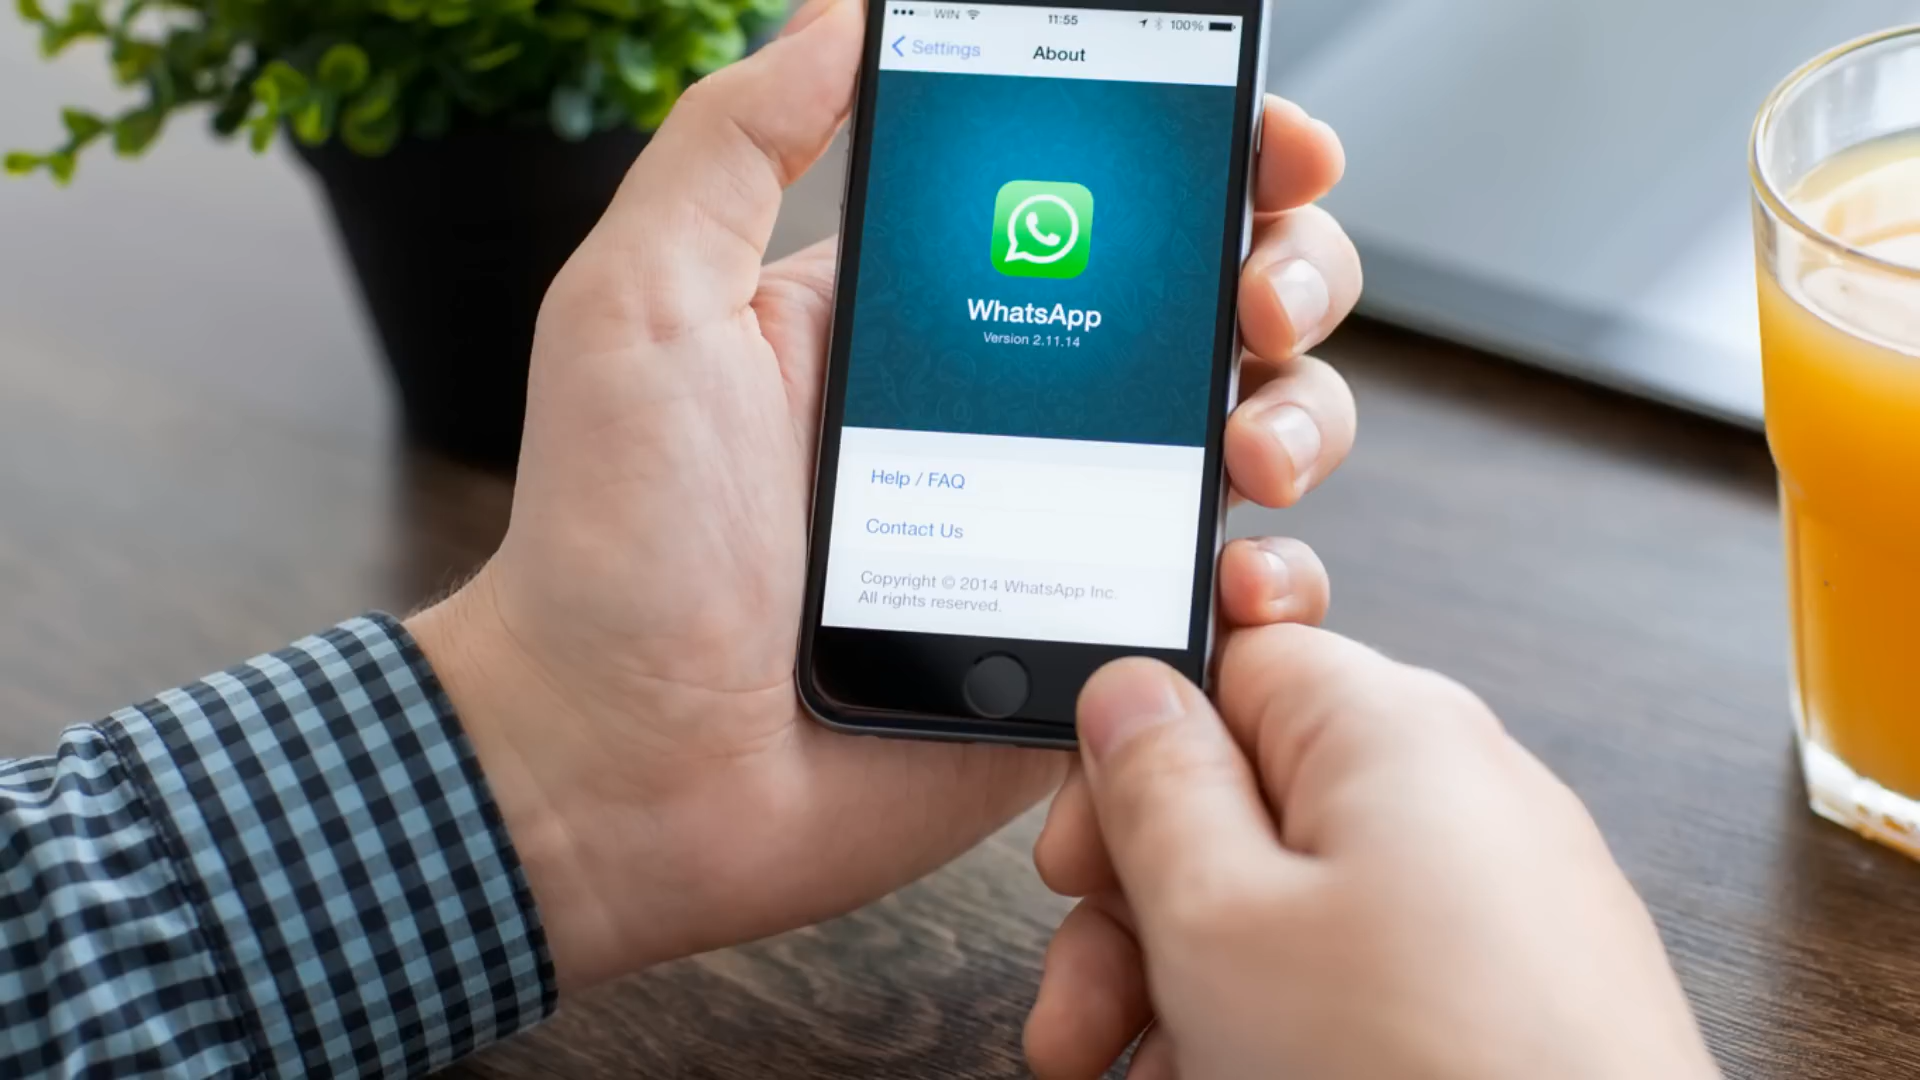 WIN 11:55 100%
Settings About
WhatsApp
Version 2.11.14
Help / FAQ
Contact Us
Copyright © 2014 WhatsApp Inc.
All rights reserved.